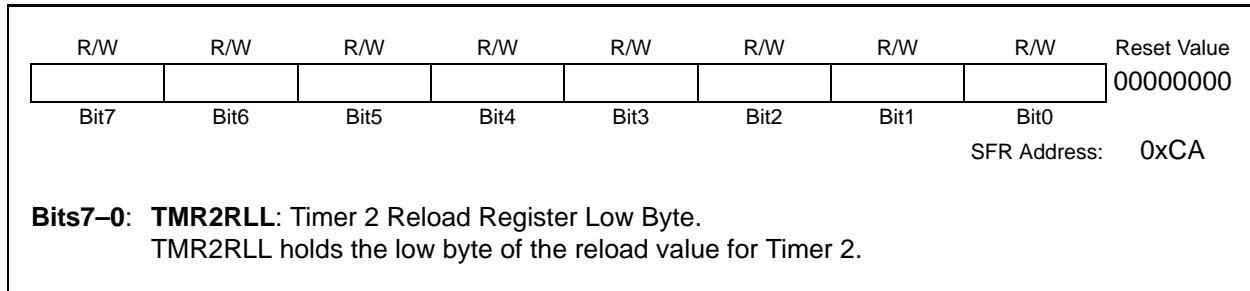 R/W R/W R/W R/W R/W R/W R/W R/W Reset Value
00000000
Bit7 Bit6 Bit5 Bit4 Bit3 Bit2 Bit1 Bit0
SFR Address: 0xCA
Bits7–0: TMR2RLL: Timer 2 Reload Register Low Byte.
TMR2RLL holds the low byte of the reload value for Timer 2.